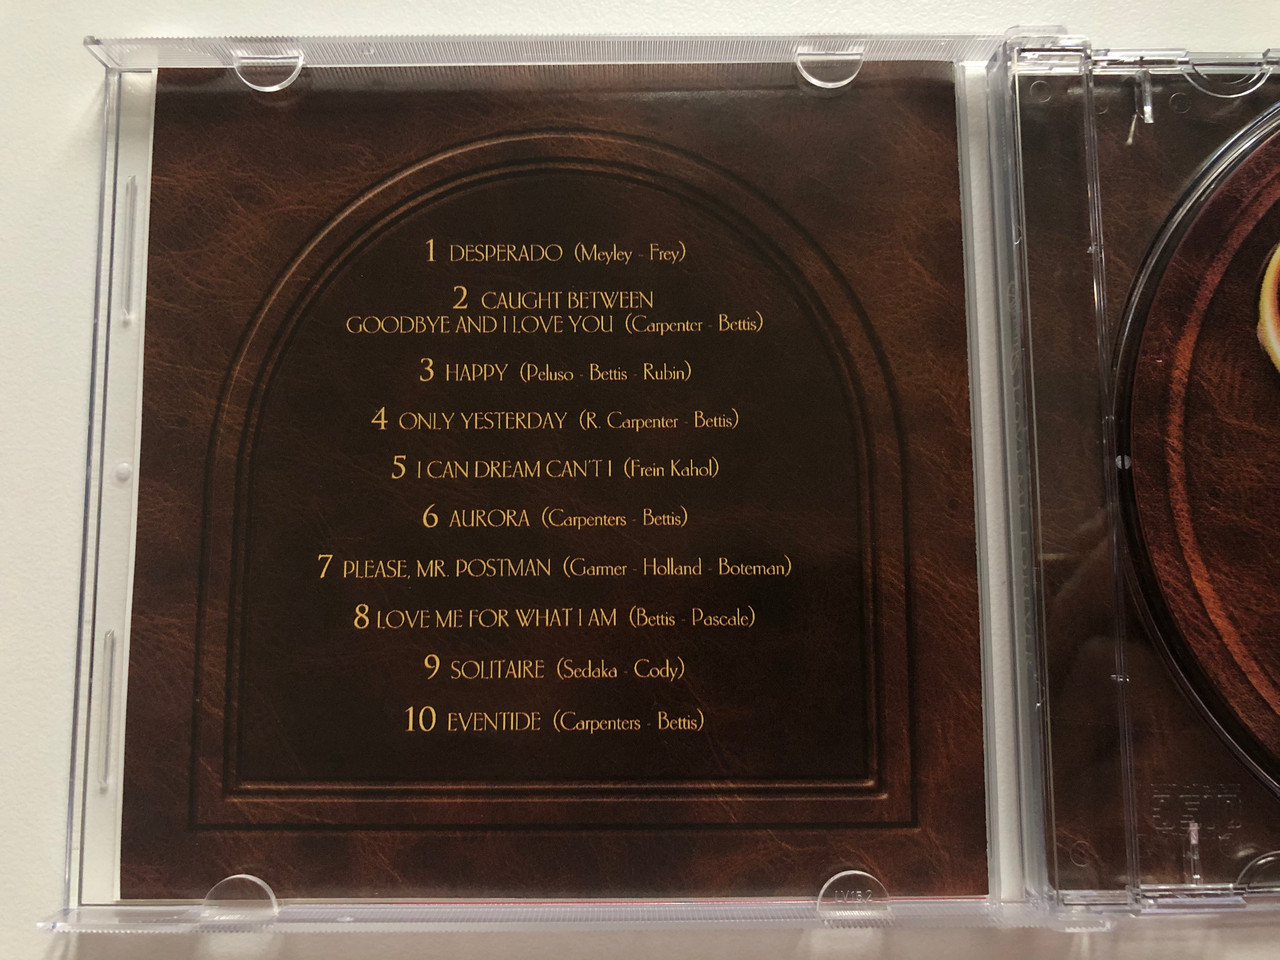 1 DESPERADO (Meyley - Frey)
2 CAUGHT BETWEEN
GOODBYE AND I LOVE YOU (Carpenter - Bettis)
3 HAPPY (Peluso - Bettis - Rubin)
4 ONLY YESTERDAY (R. Carpenter - Bettis)
5 I CAN DREAM CAN'T I (Frein Kahol)
6 AURORA (Carpenters - Bettis)
7 PLEASE, MR. POSTMAN (Garmer - Holland - Boteman)
8 LOVE ME FOR WHAT I AM (Bettis - Pascale)
9 SOLITAIRE (Sedaka - Cody)
10 EVENTIDE (Carpenters - Bettis)